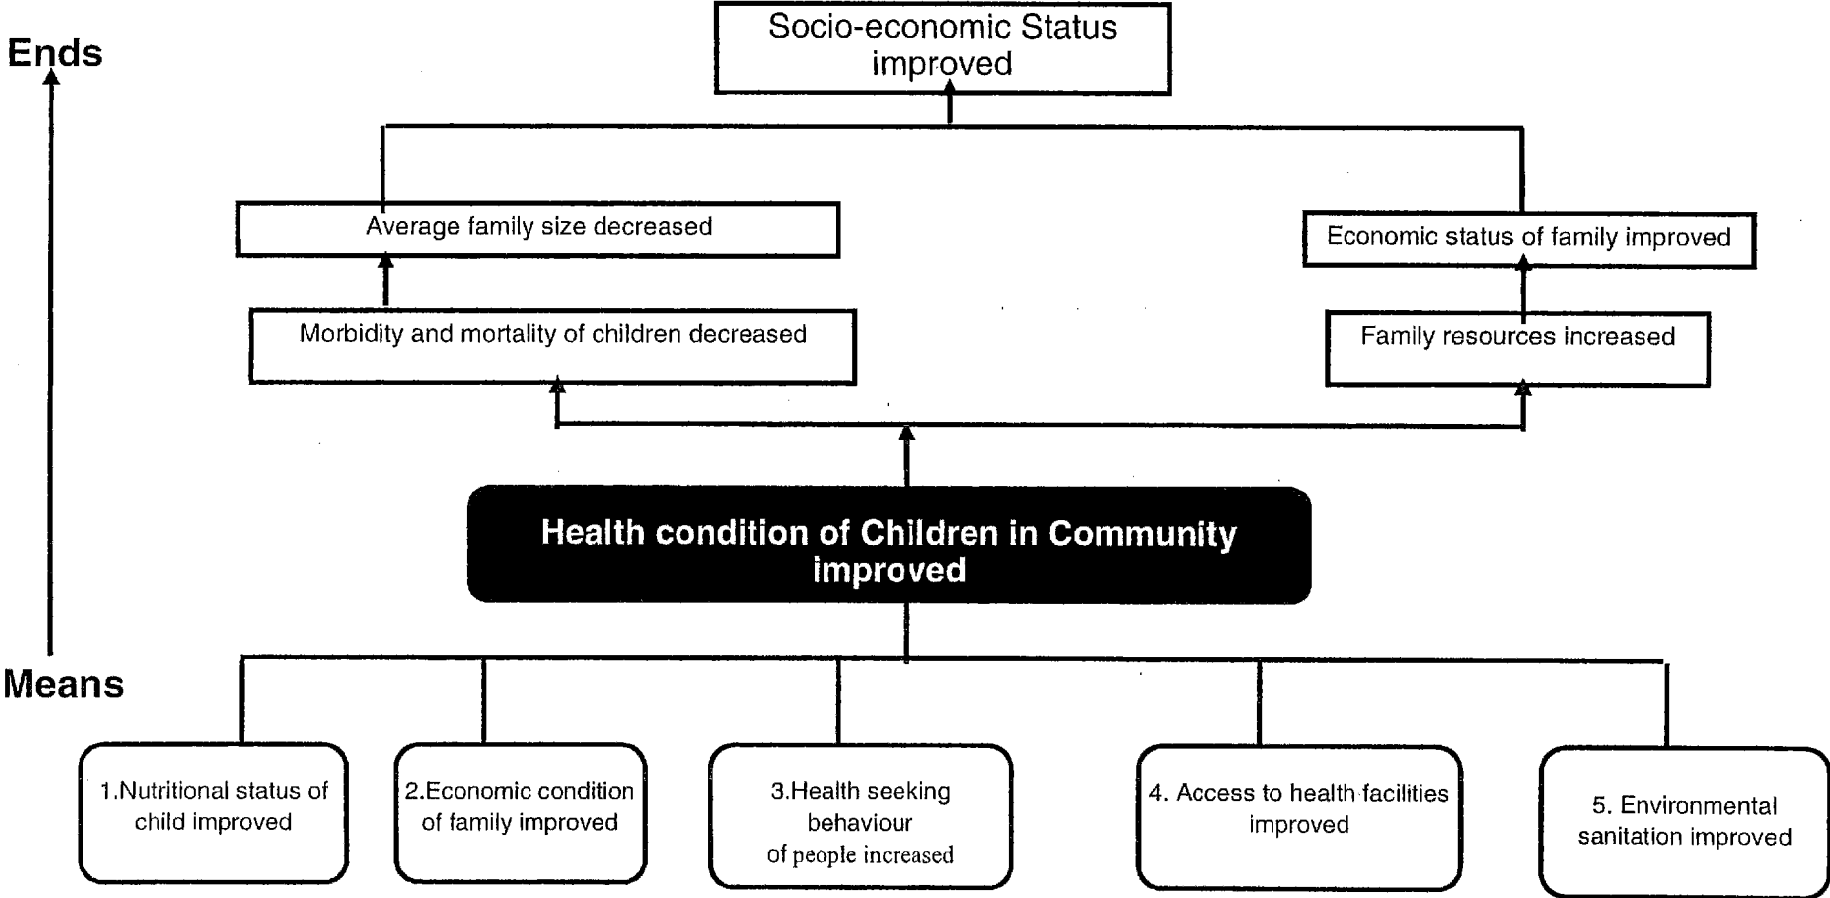 Socio-economic Status
improved
Ends
Average family size decreased
Economic status of family improved
Morbidity and mortality of children decreased
Family resources increased
Health condition of Children in Community
improved
Means
1.Nutritional status of
child improved
2.Economic condition
of family improved
3.Health seeking
behaviour
of people increased
4. Access to health facilities
improved
5. Environmental
sanitation improved